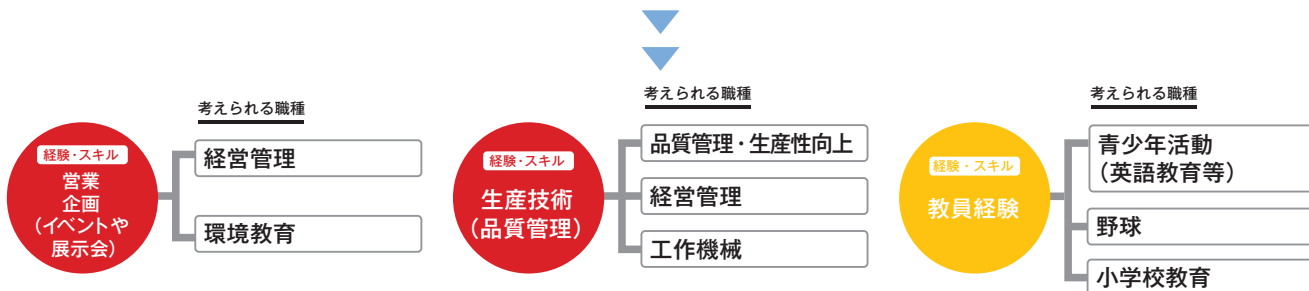 経験・スキル
営業
企画
(イベントや
展示会)
考えられる職種
経営管理
環境教育
経験・スキル
生産技術
(品質管理)
考えられる職種
品質管理・生産性向上
経営管理
工作機械
経験・スキル
教員経験
考えられる職種
青少年活動
(英語教育等)
野球
小学校教育